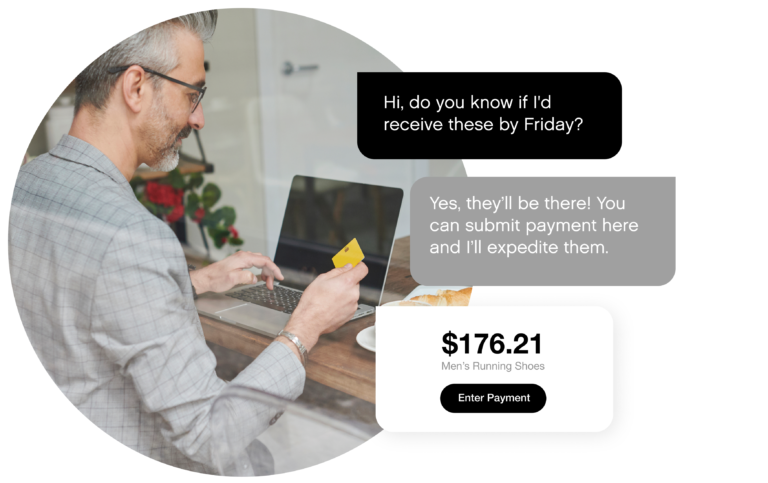 Hi, do you know if I'd
receive these by Friday?
Yes, they'll be there! You
can submit payment here
and I'll expedite them.
$176.21
Men's Running Shoes
Enter Payment